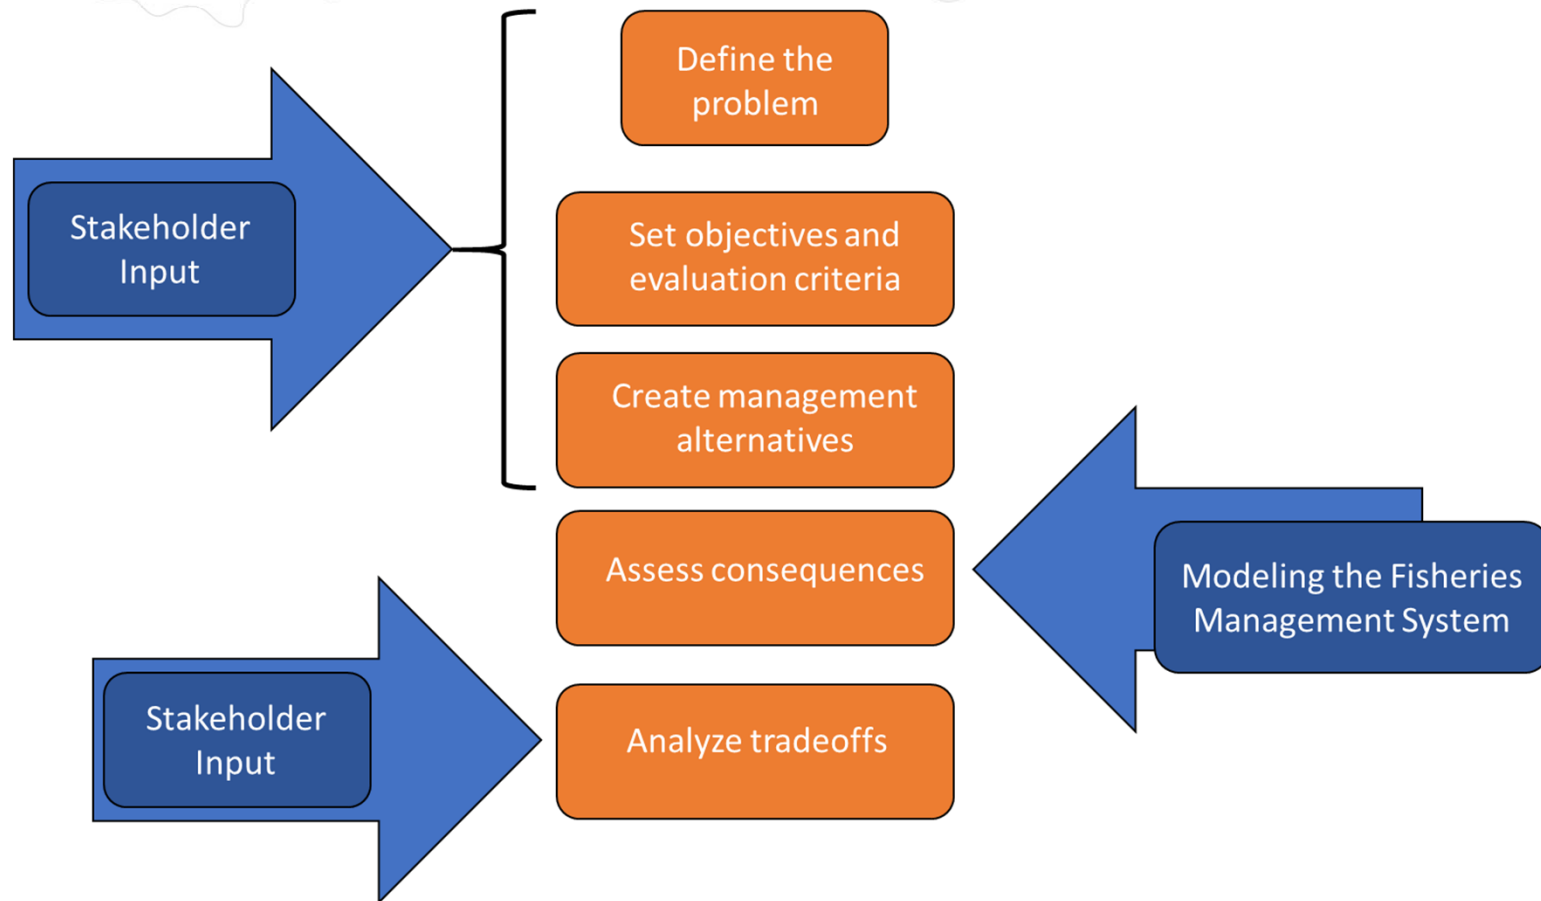 Define the
problem
Stakeholder
Input
Set objectives and
evaluation criteria
Create management
alternatives
Assess consequences
Modeling the Fisheries
Management System
Stakeholder
Input
Analyze tradeoffs